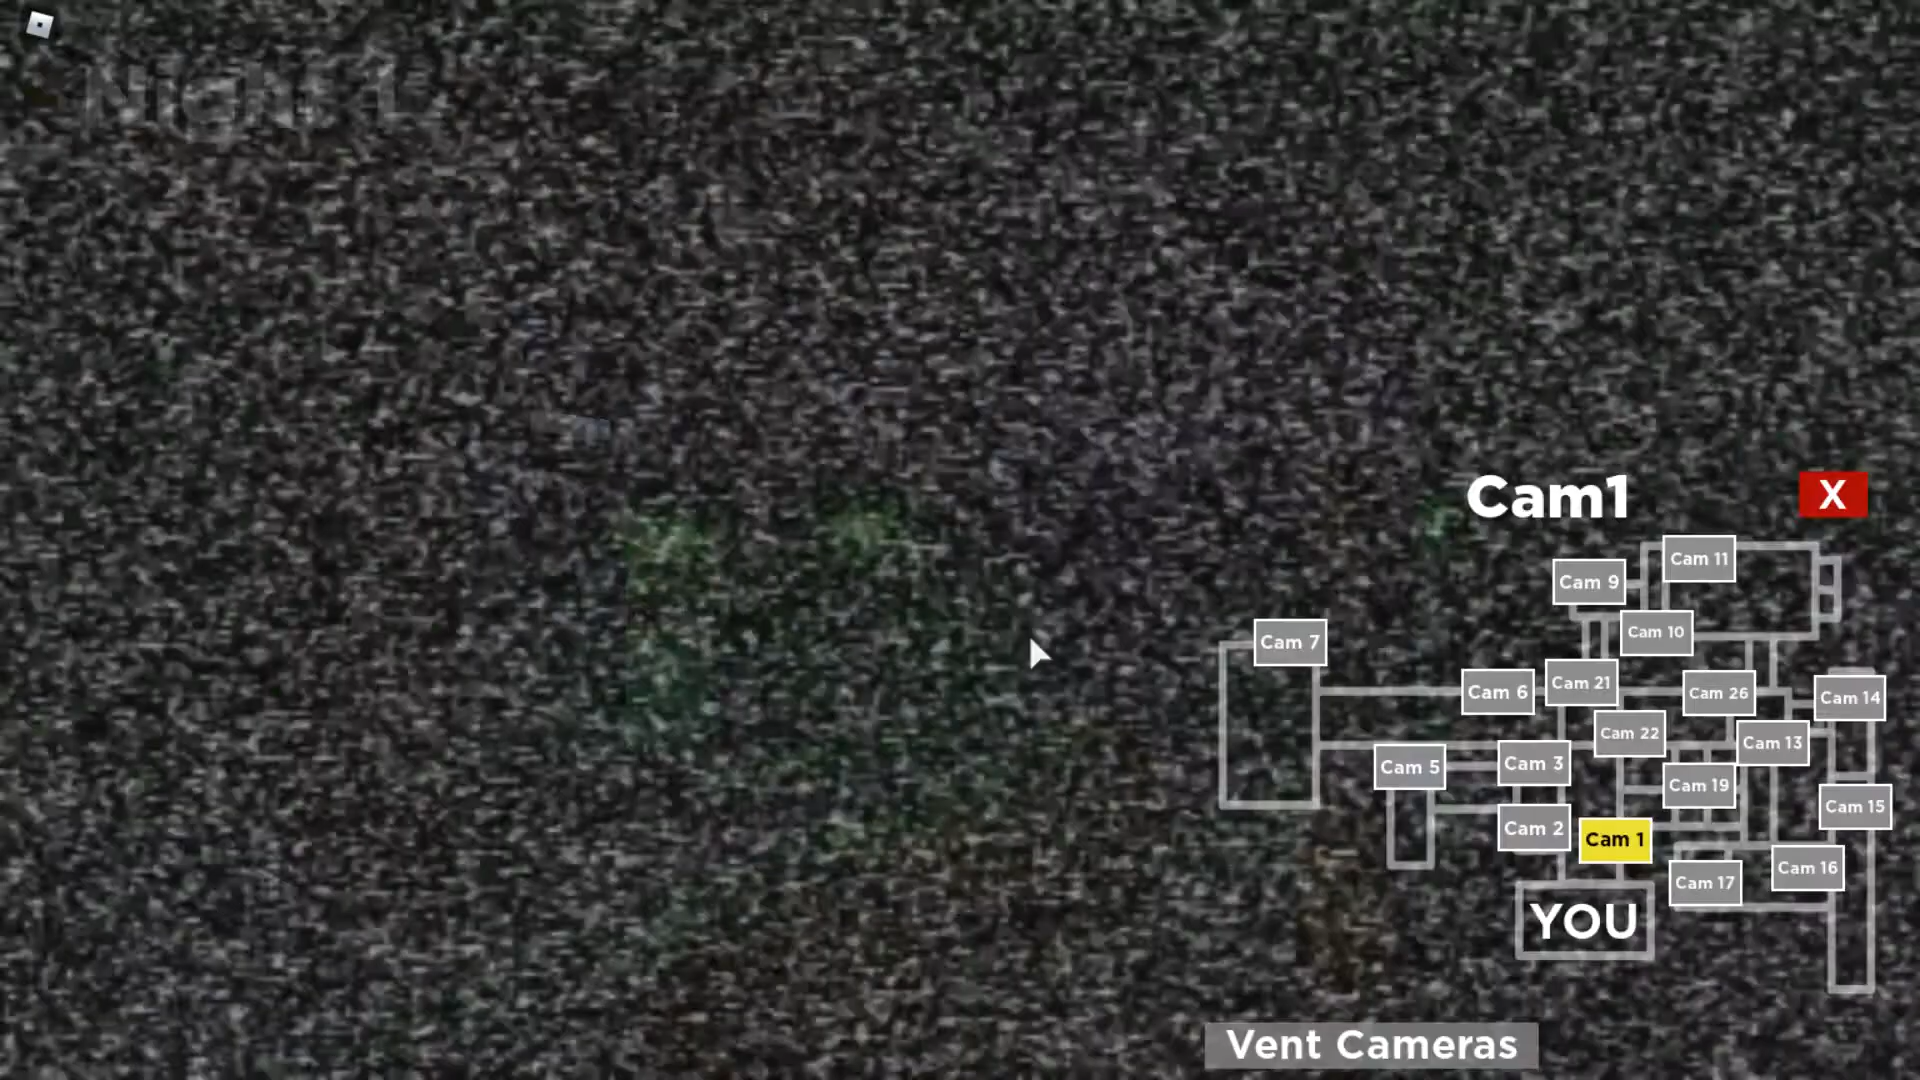 Night 1
Cam1
X
Cam 11
Cam 9
Cam 10
Cam 7
Cam 21
Cam 6
Cam 26
Cam 14
Cam 22
Cam 13
Cam 3
Cam 5
Cam 19
Cam 15
Cam 2
Cam 1
Cam 16
Cam 17
YOU
Vent Cameras